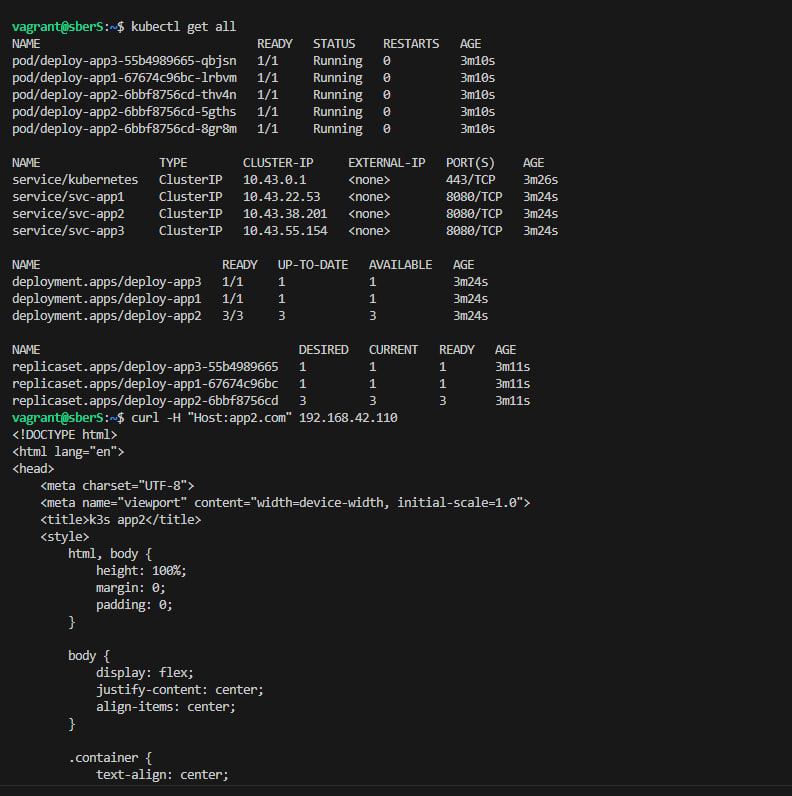 vagrant@sberS:~$ kubectl get all
NAME                               READY   STATUS    RESTARTS   AGE
pod/deploy-app3-55b4989665-qbjsn   1/1     Running   0          3m10s
pod/deploy-app1-67674c96bc-lrbvm   1/1     Running   0          3m10s
pod/deploy-app2-6bbf8756cd-thv4n   1/1     Running   0          3m10s
pod/deploy-app2-6bbf8756cd-5gths   1/1     Running   0          3m10s
pod/deploy-app2-6bbf8756cd-8gr8m   1/1     Running   0          3m10s

NAME                 TYPE        CLUSTER-IP     EXTERNAL-IP   PORT(S)    AGE
service/kubernetes   ClusterIP   10.43.0.1      <none>        443/TCP    3m26s
service/svc-app1     ClusterIP   10.43.22.53    <none>        8080/TCP   3m24s
service/svc-app2     ClusterIP   10.43.38.201   <none>        8080/TCP   3m24s
service/svc-app3     ClusterIP   10.43.55.154   <none>        8080/TCP   3m24s

NAME                          READY   UP-TO-DATE   AVAILABLE   AGE
deployment.apps/deploy-app3   1/1     1            1           3m24s
deployment.apps/deploy-app1   1/1     1            1           3m24s
deployment.apps/deploy-app2   3/3     3            3           3m24s

NAME                                     DESIRED   CURRENT   READY   AGE
replicaset.apps/deploy-app3-55b4989665   1         1         1       3m11s
replicaset.apps/deploy-app1-67674c96bc   1         1         1       3m11s
replicaset.apps/deploy-app2-6bbf8756cd   3         3         3       3m11s
vagrant@sberS:~$ curl -H "Host:app2.com" 192.168.42.110
<!DOCTYPE html>
<html lang="en">
<head>
    <meta charset="UTF-8">
    <meta name="viewport" content="width=device-width, initial-scale=1.0">
    <title>k3s app2</title>
    <style>
        html, body {
            height: 100%;
            margin: 0;
            padding: 0;
        }

        body {
            display: flex;
            justify-content: center;
            align-items: center;
        }

        .container {
            text-align: center;